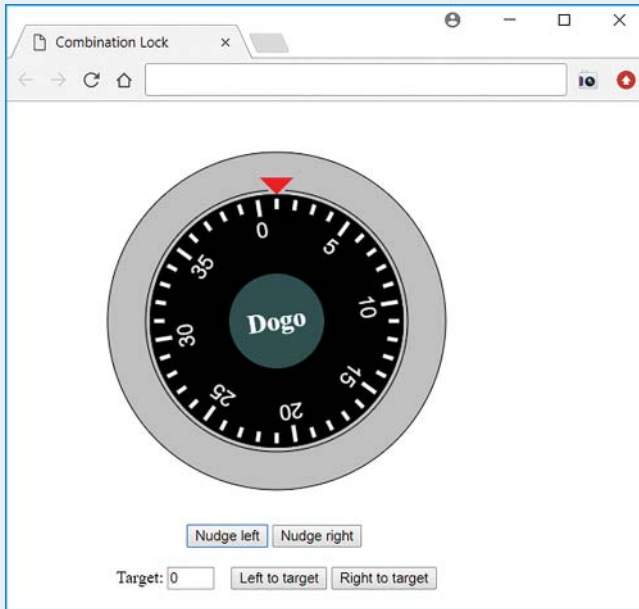 Combination Lock
0
5
10
15
20
25
30
35
Dogo
Nudge left Nudge right
Target: 0 Left to target Right to target